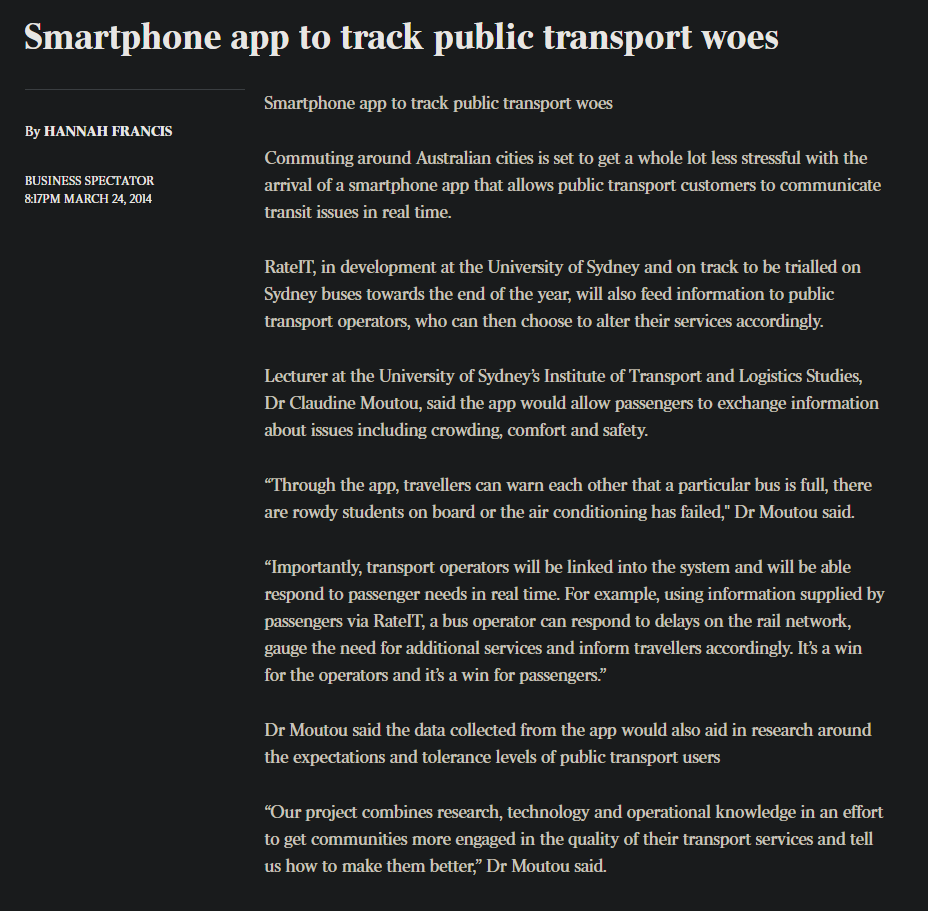 Smartphone app to track public transport woes
By HANNAH FRANCIS
BUSINESS SPECTATOR
8:17PM MARCH 24, 2014
Smartphone app to track public transport woes
Commuting around Australian cities is set to get a whole lot less stressful with the
arrival of a smartphone app that allows public transport customers to communicate
transit issues in real time.
RateIT, in development at the University of Sydney and on track to be trialled on
Sydney buses towards the end of the year, will also feed information to public
transport operators, who can then choose to alter their services accordingly.
Lecturer at the University of Sydney’s Institute of Transport and Logistics Studies,
Dr Claudine Moutou, said the app would allow passengers to exchange information
about issues including crowding, comfort and safety.
“Through the app, travellers can warn each other that a particular bus is full, there
are rowdy students on board or the air conditioning has failed," Dr Moutou said.
“Importantly, transport operators will be linked into the system and will be able
respond to passenger needs in real time. For example, using information supplied by
passengers via RateIT, a bus operator can respond to delays on the rail network,
gauge the need for additional services and inform travellers accordingly. It’s a win
for the operators and it’s a win for passengers.”
Dr Moutou said the data collected from the app would also aid in research around
the expectations and tolerance levels of public transport users
“Our project combines research, technology and operational knowledge in an effort
to get communities more engaged in the quality of their transport services and tell
us how to make them better,” Dr Moutou said.